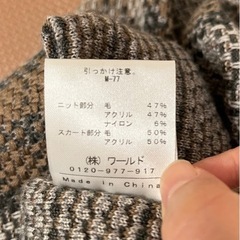 引っかけ注意。
M-77
ニット部分 毛 47%
アクリル 47%
ナイロン 6%
スカート部分 毛 50%
アクリル 50%
(株) ワールド
0120-977-917
Made in China